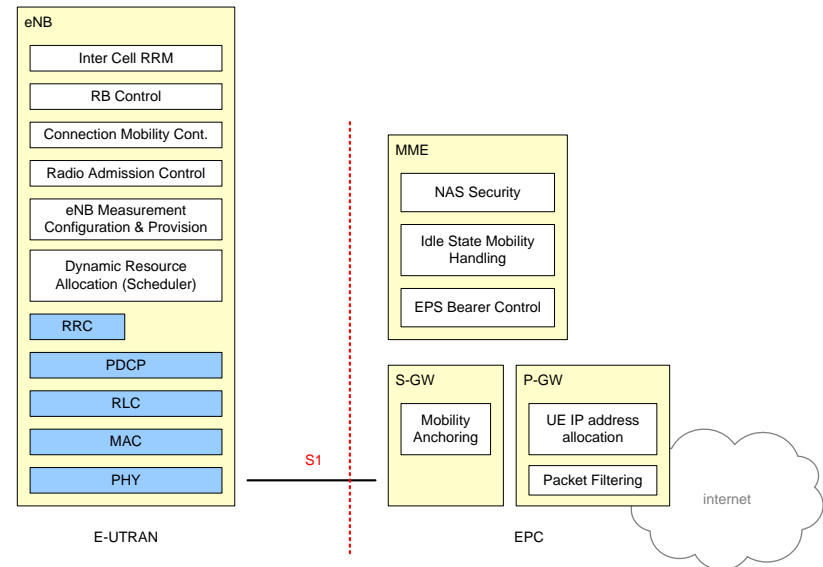 eNB
Inter Cell RRM
RB Control
Connection Mobility Cont.
Radio Admission Control
eNB Measurement
Configuration & Provision
Dynamic Resource
Allocation (Scheduler)
RRC
PDCP
RLC
MAC
PHY
S1
MME
NAS Security
Idle State Mobility
Handling
EPS Bearer Control
S-GW
Mobility
Anchoring
P-GW
UE IP address
allocation
Packet Filtering
internet
E-UTRAN
EPC